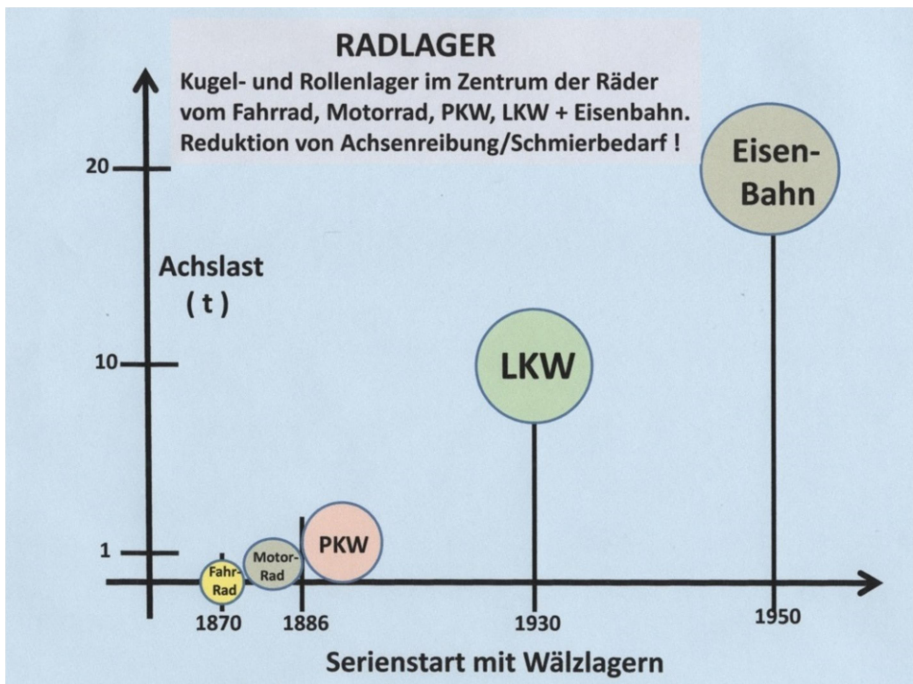 RADLAGER
Kugel- und Rollenlager im Zentrum der Räder
vom Fahrrad, Motorrad, PKW, LKW + Eisenbahn.
Reduktion von Achsenreibung/Schmierbedarf !
20
Eisen-
Bahn
Achslast
( t )
10
LKW
1
Fahr-
Rad
Motor-
Rad
PKW
1870
1886
1930
1950
Serienstart mit Wälzlagern